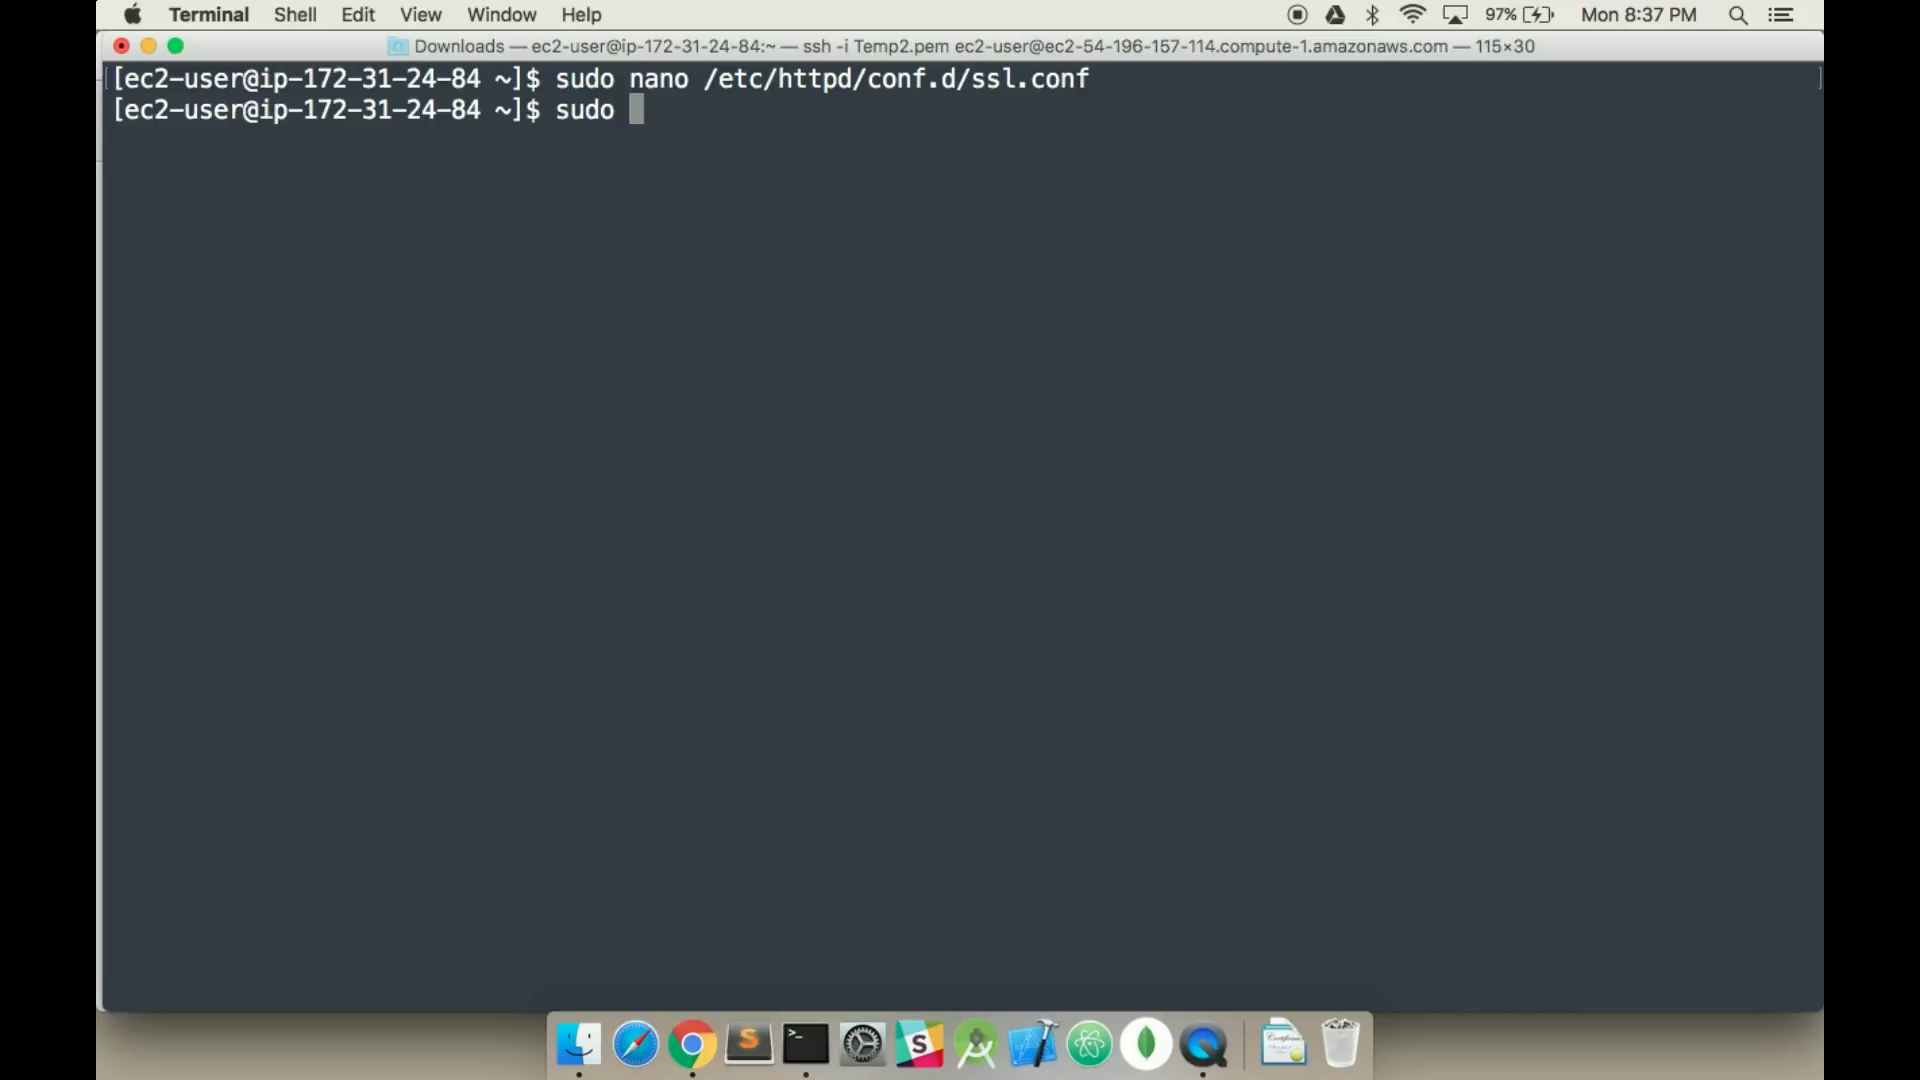 Terminal Shell Edit View Window Help 97% Mon 8:37 PM
Downloads — ec2-user@ip-172-31-24-84:~ — ssh -i Temp2.pem ec2-user@ec2-54-196-157-114.compute-1.amazonaws.com — 115×30
[ec2-user@ip-172-31-24-84 ~]$ sudo nano /etc/httpd/conf.d/ssl.conf
[ec2-user@ip-172-31-24-84 ~]$ sudo